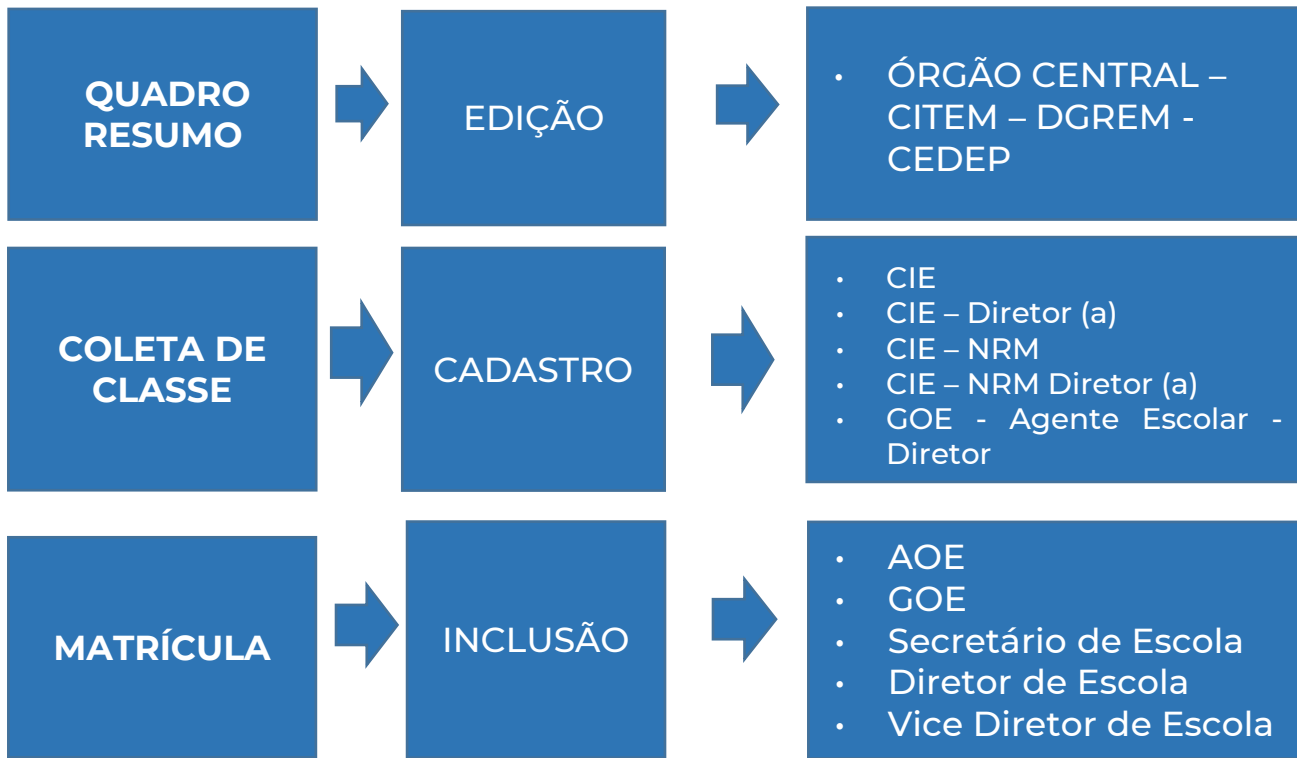 QUADRO
RESUMO
EDIÇÃO
• ÓRGÃO CENTRAL –
CITEM – DGREM -
CEDEP
COLETA DE
CLASSE
CADASTRO
• CIE
• CIE – Diretor (a)
• CIE – NRM
• CIE – NRM Diretor (a)
• GOE - Agente Escolar -
Diretor
MATRÍCULA
INCLUSÃO
• AOE
• GOE
• Secretário de Escola
• Diretor de Escola
• Vice Diretor de Escola